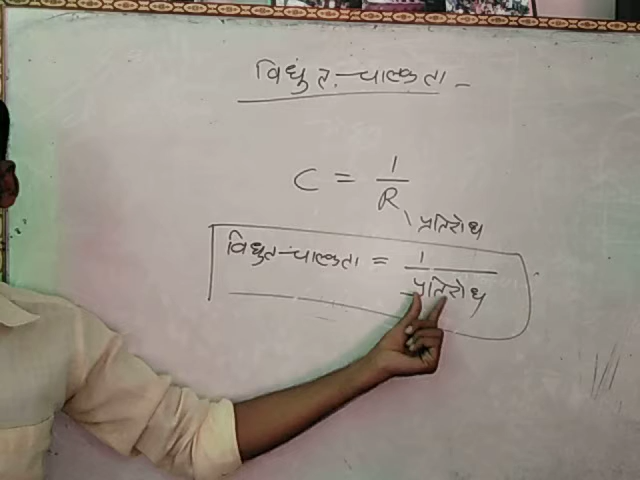 विद्युत-चालकता -
C = 1/R
प्रतिरोध
विद्युत-चालकता = 1/प्रतिरोध